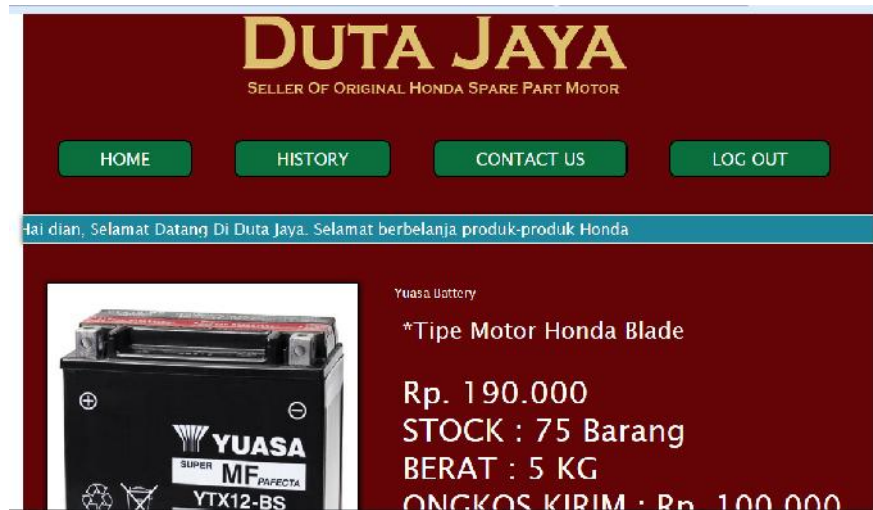 DUTA JAYA
SELLER OF ORIGINAL HONDA SPARE PART MOTOR
HOME
HISTORY
CONTACT US
LOG OUT
Hai dian, Selamat Datang Di Duta Jaya. Selamat berbelanja produk-produk Honda
Yuasa Battery
*Tipe Motor Honda Blade
Rp. 190.000
STOCK : 75 Barang
BERAT : 5 KG
ONGKOS KIRIM : Rp. 100.000
YUASA
SUPER MF PAFECTA
YTX12-BS